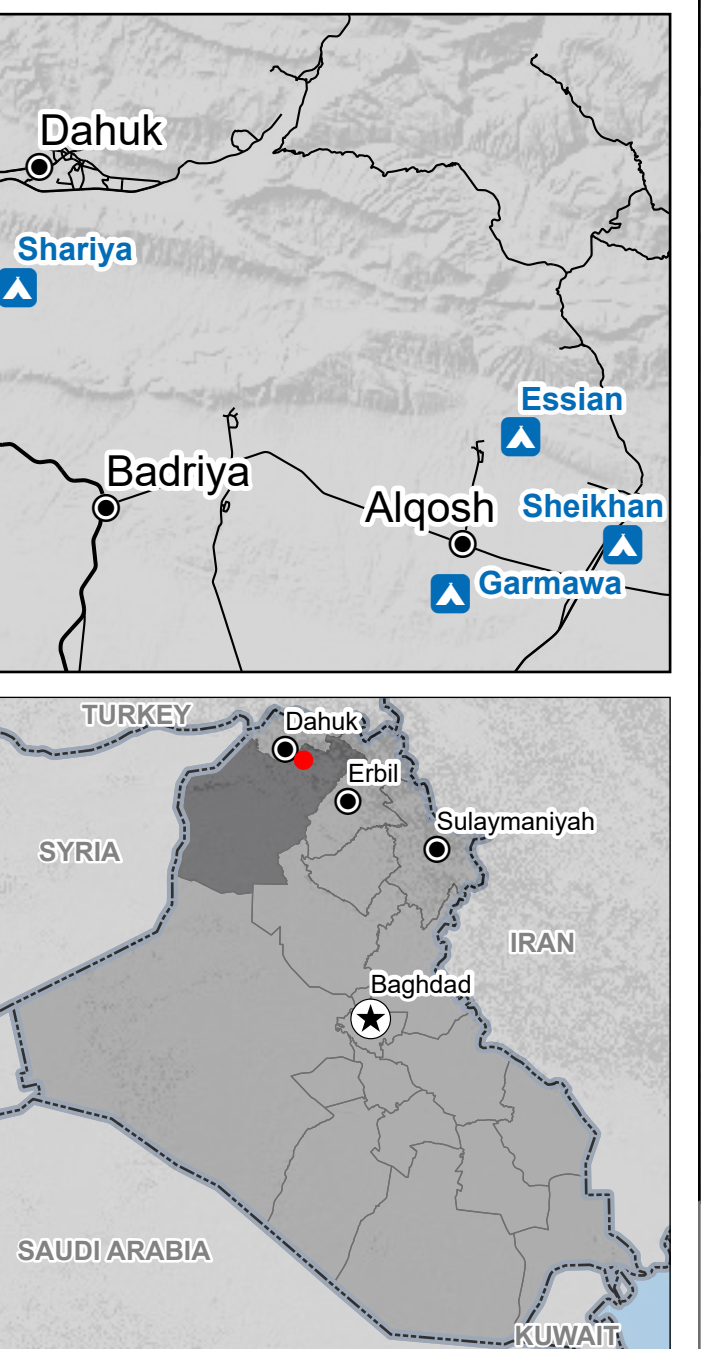 Dahuk
Shariya
Essian
Badriya
Alqosh
Sheikhan
Garmawa
TURKEY
Dahuk
Erbil
Sulaymaniyah
SYRIA
IRAN
Baghdad
SAUDI ARABIA
KUWAIT